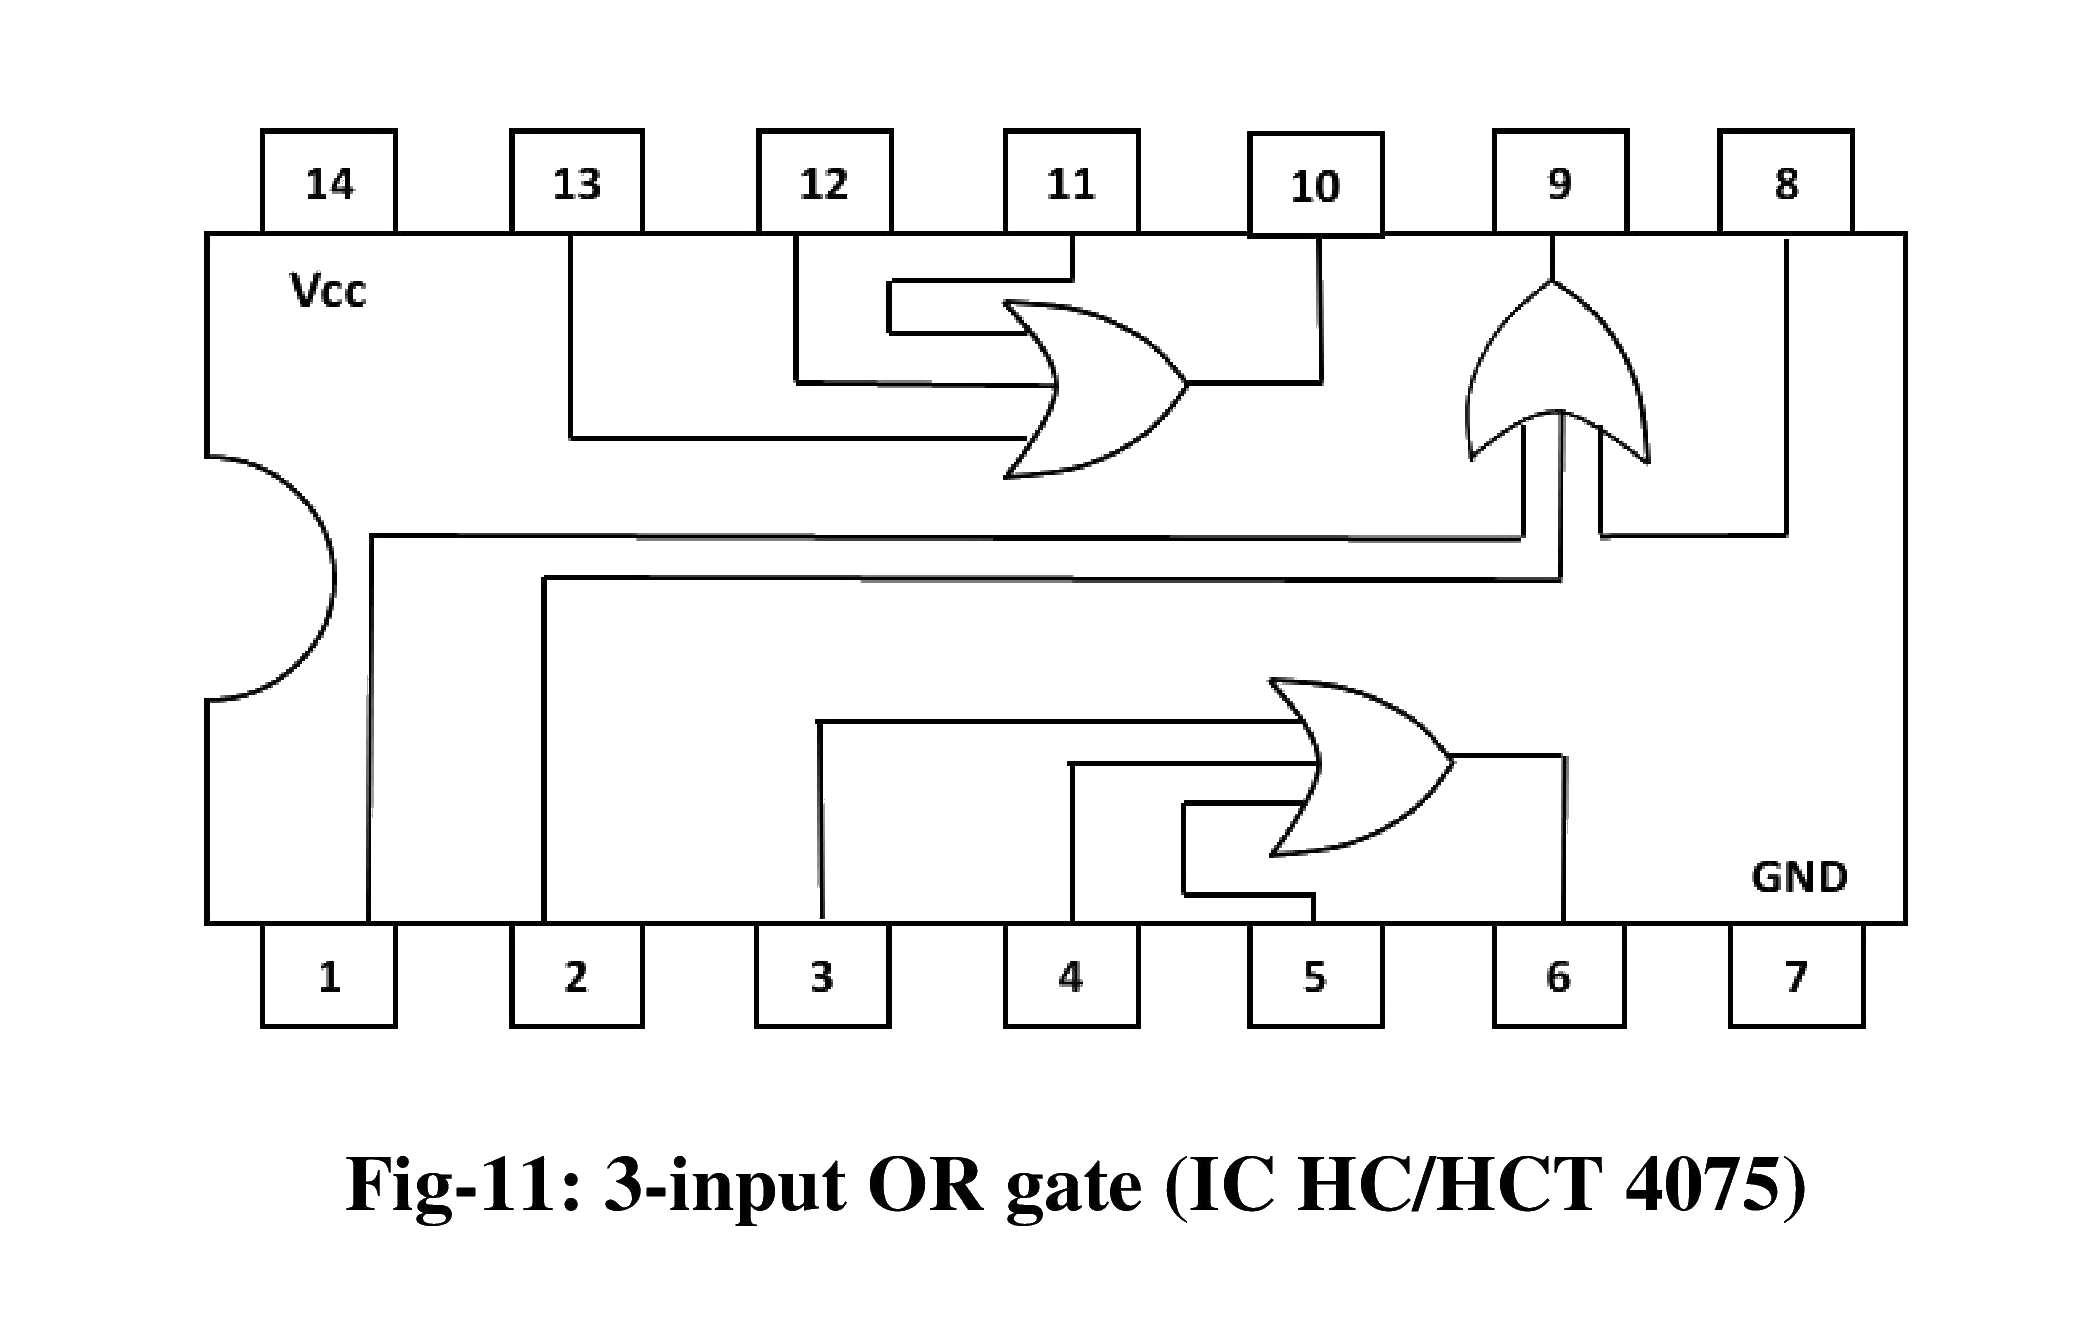 14 13 12 11 10 9 8
Vcc
GND
1 2 3 4 5 6 7
Fig-11: 3-input OR gate (IC HC/HCT 4075)